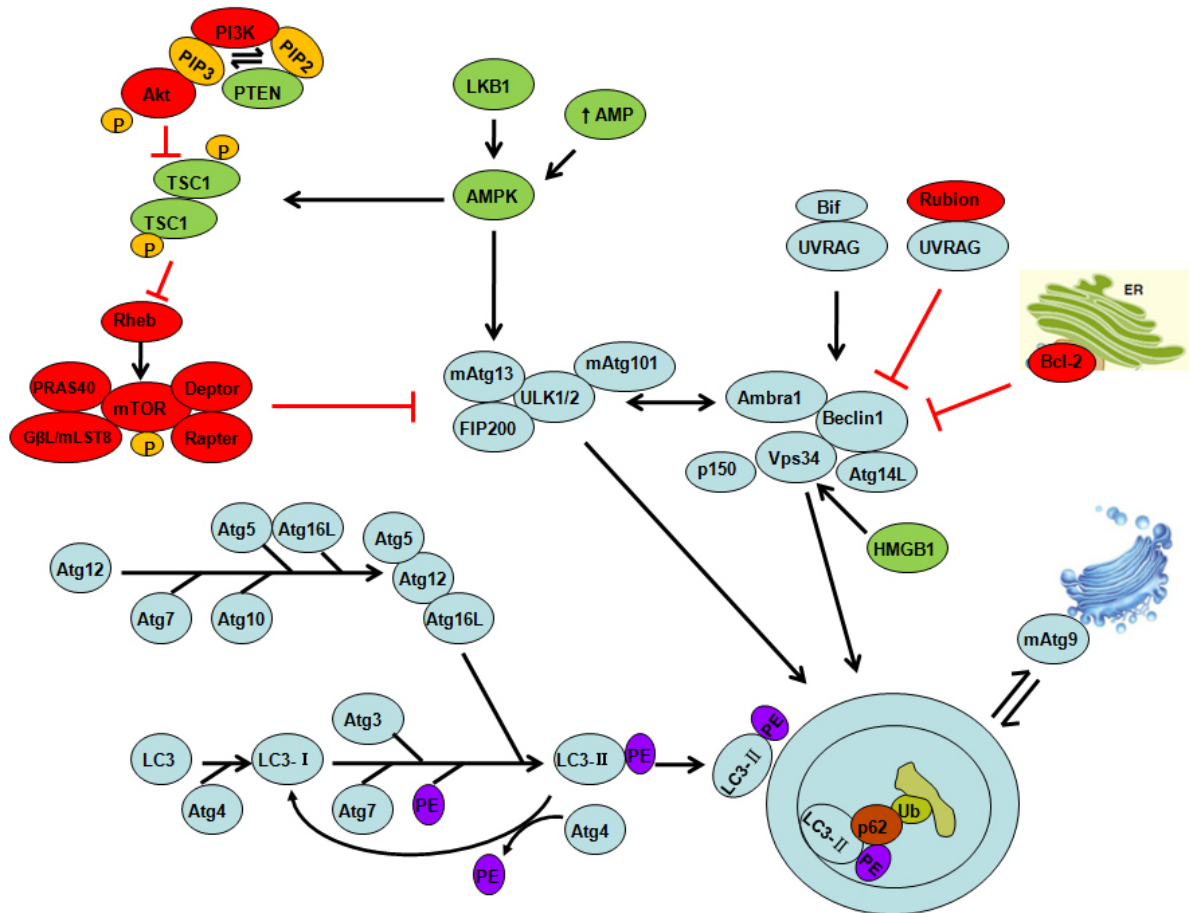 PI3K
PIP3
PIP2
Akt
PTEN
P
P
TSC1
TSC1
P
LKB1
↑ AMP
AMPK
Bif
UVRAG
Rubion
UVRAG
ER
Bcl-2
Rheb
PRAS40
Deptor
mTOR
GβL/mLST8
P
Rapter
mAtg13
mAtg101
ULK1/2
FIP200
Ambra1
Beclin1
Vps34
p150
Atg14L
HMGB1
Atg5
Atg16L
Atg12
Atg7
Atg10
Atg5
Atg12
Atg16L
mAtg9
LC3
Atg4
LC3-Ⅰ
Atg3
Atg7
PE
LC3-Ⅱ
PE
Atg4
PE
LC3-Ⅱ
PE
LC3-Ⅱ
p62
Ub
PE